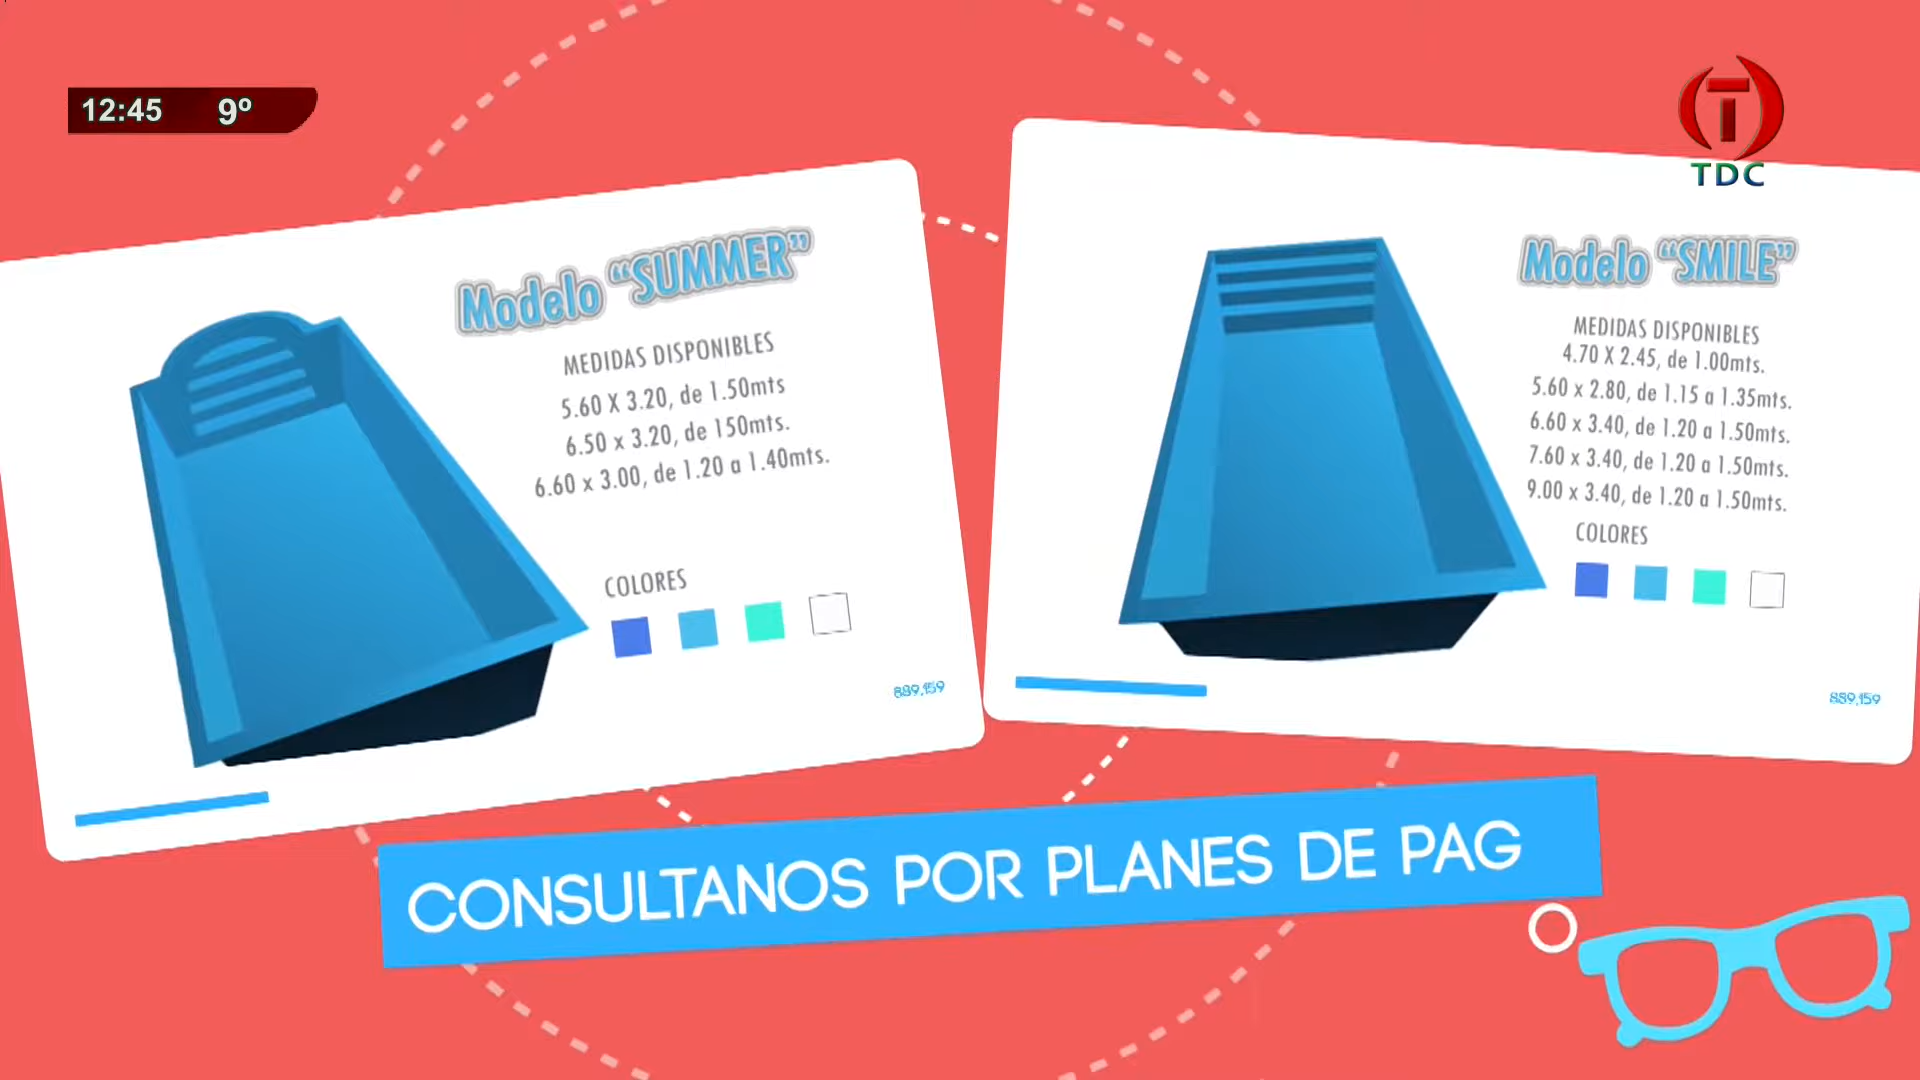 12:45 9º
T
TDC
Modelo “SUMMER”
MEDIDAS DISPONIBLES
5.60 X 3.20, de 1.50mts
6.50 x 3.20, de 150mts.
6.60 x 3.00, de 1.20 a 1.40mts.
COLORES
889,159
Modelo “SMILE”
MEDIDAS DISPONIBLES
4.70 X 2.45, de 1.00mts.
5.60 x 2.80, de 1.15 a 1.35mts.
6.60 x 3.40, de 1.20 a 1.50mts.
7.60 x 3.40, de 1.20 a 1.50mts.
9.00 x 3.40, de 1.20 a 1.50mts.
COLORES
889,159
CONSULTANOS POR PLANES DE PAG